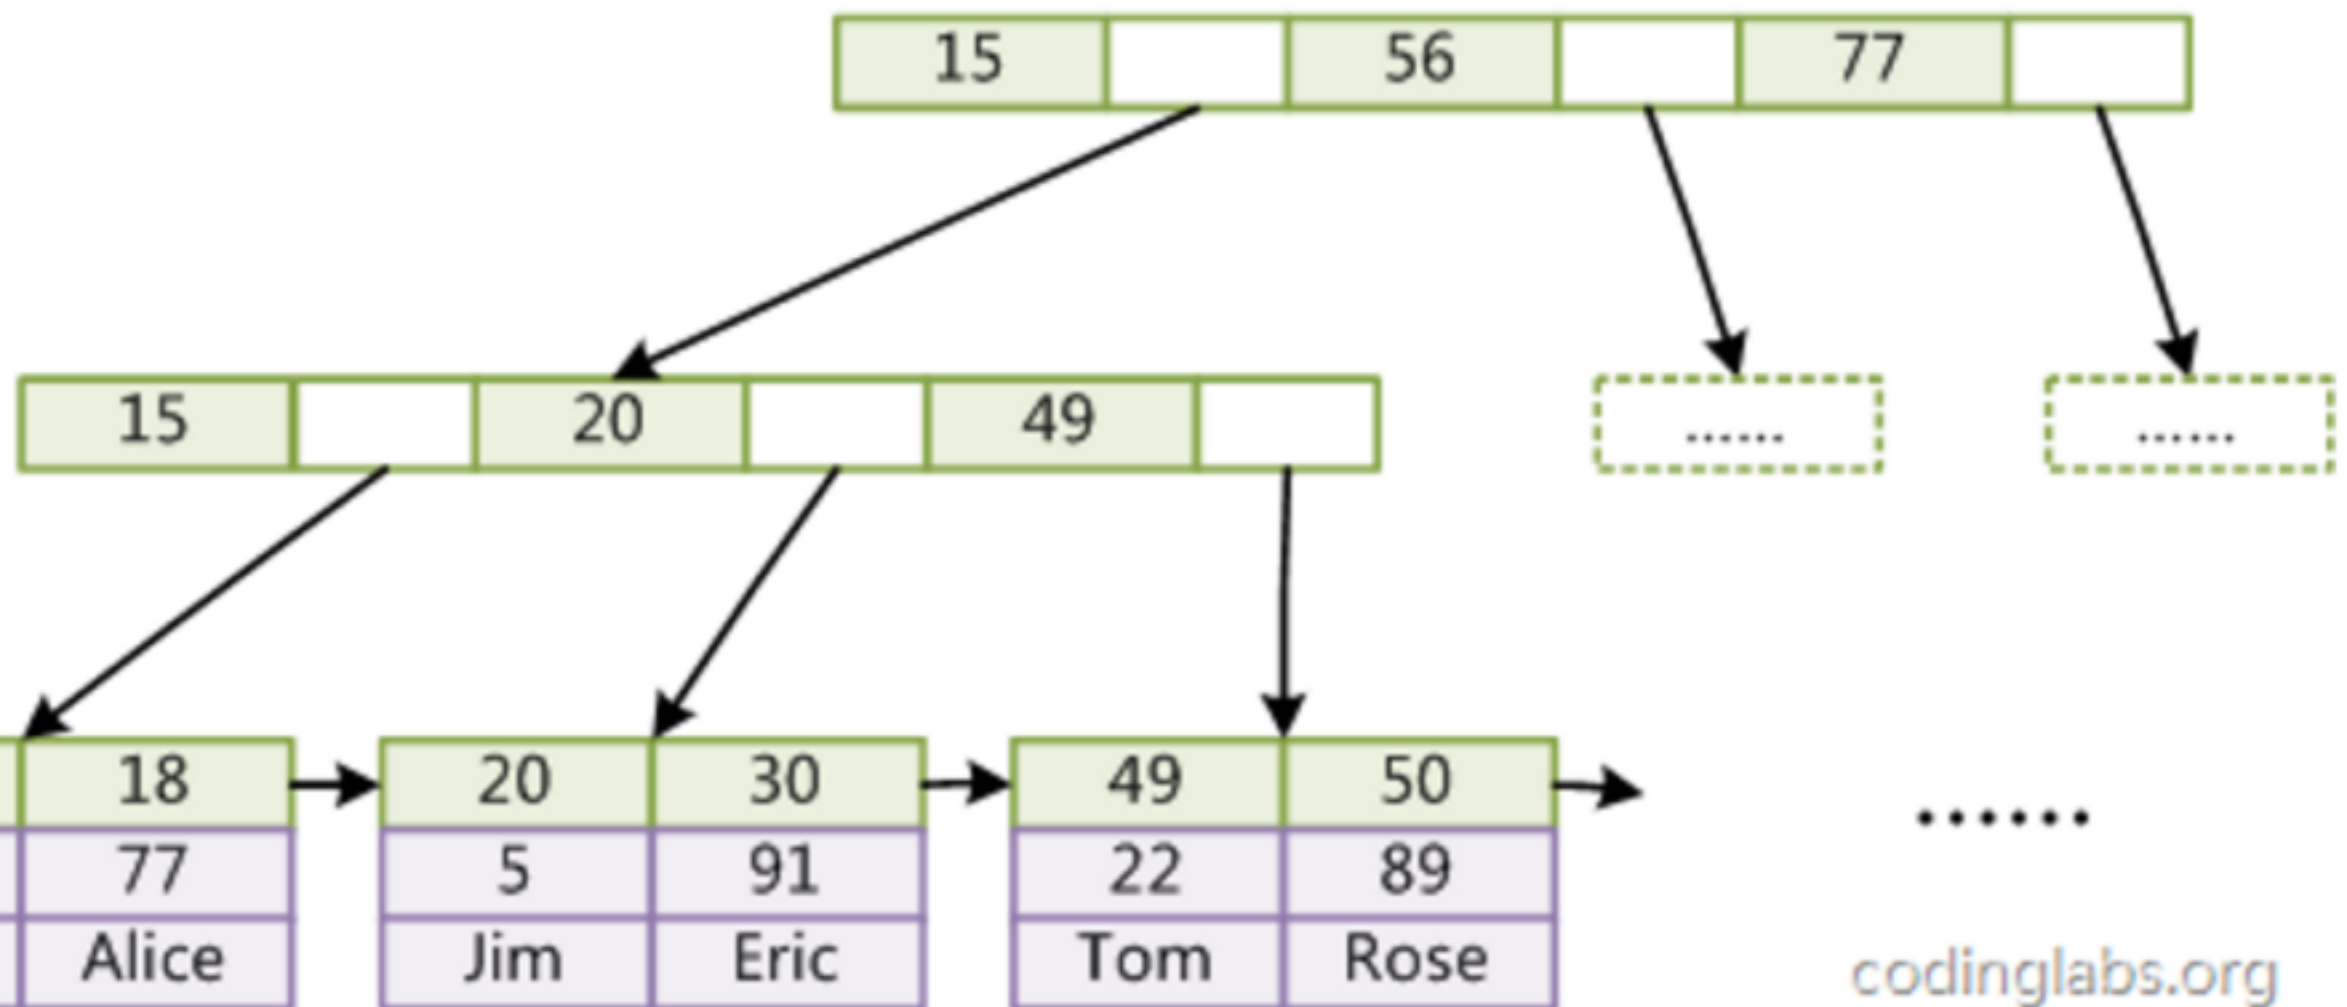 15 56 77
15 20 49 ...... ......
18 20 30 49 50
77 5 91 22 89 ......
Alice Jim Eric Tom Rose
codinglabs.org